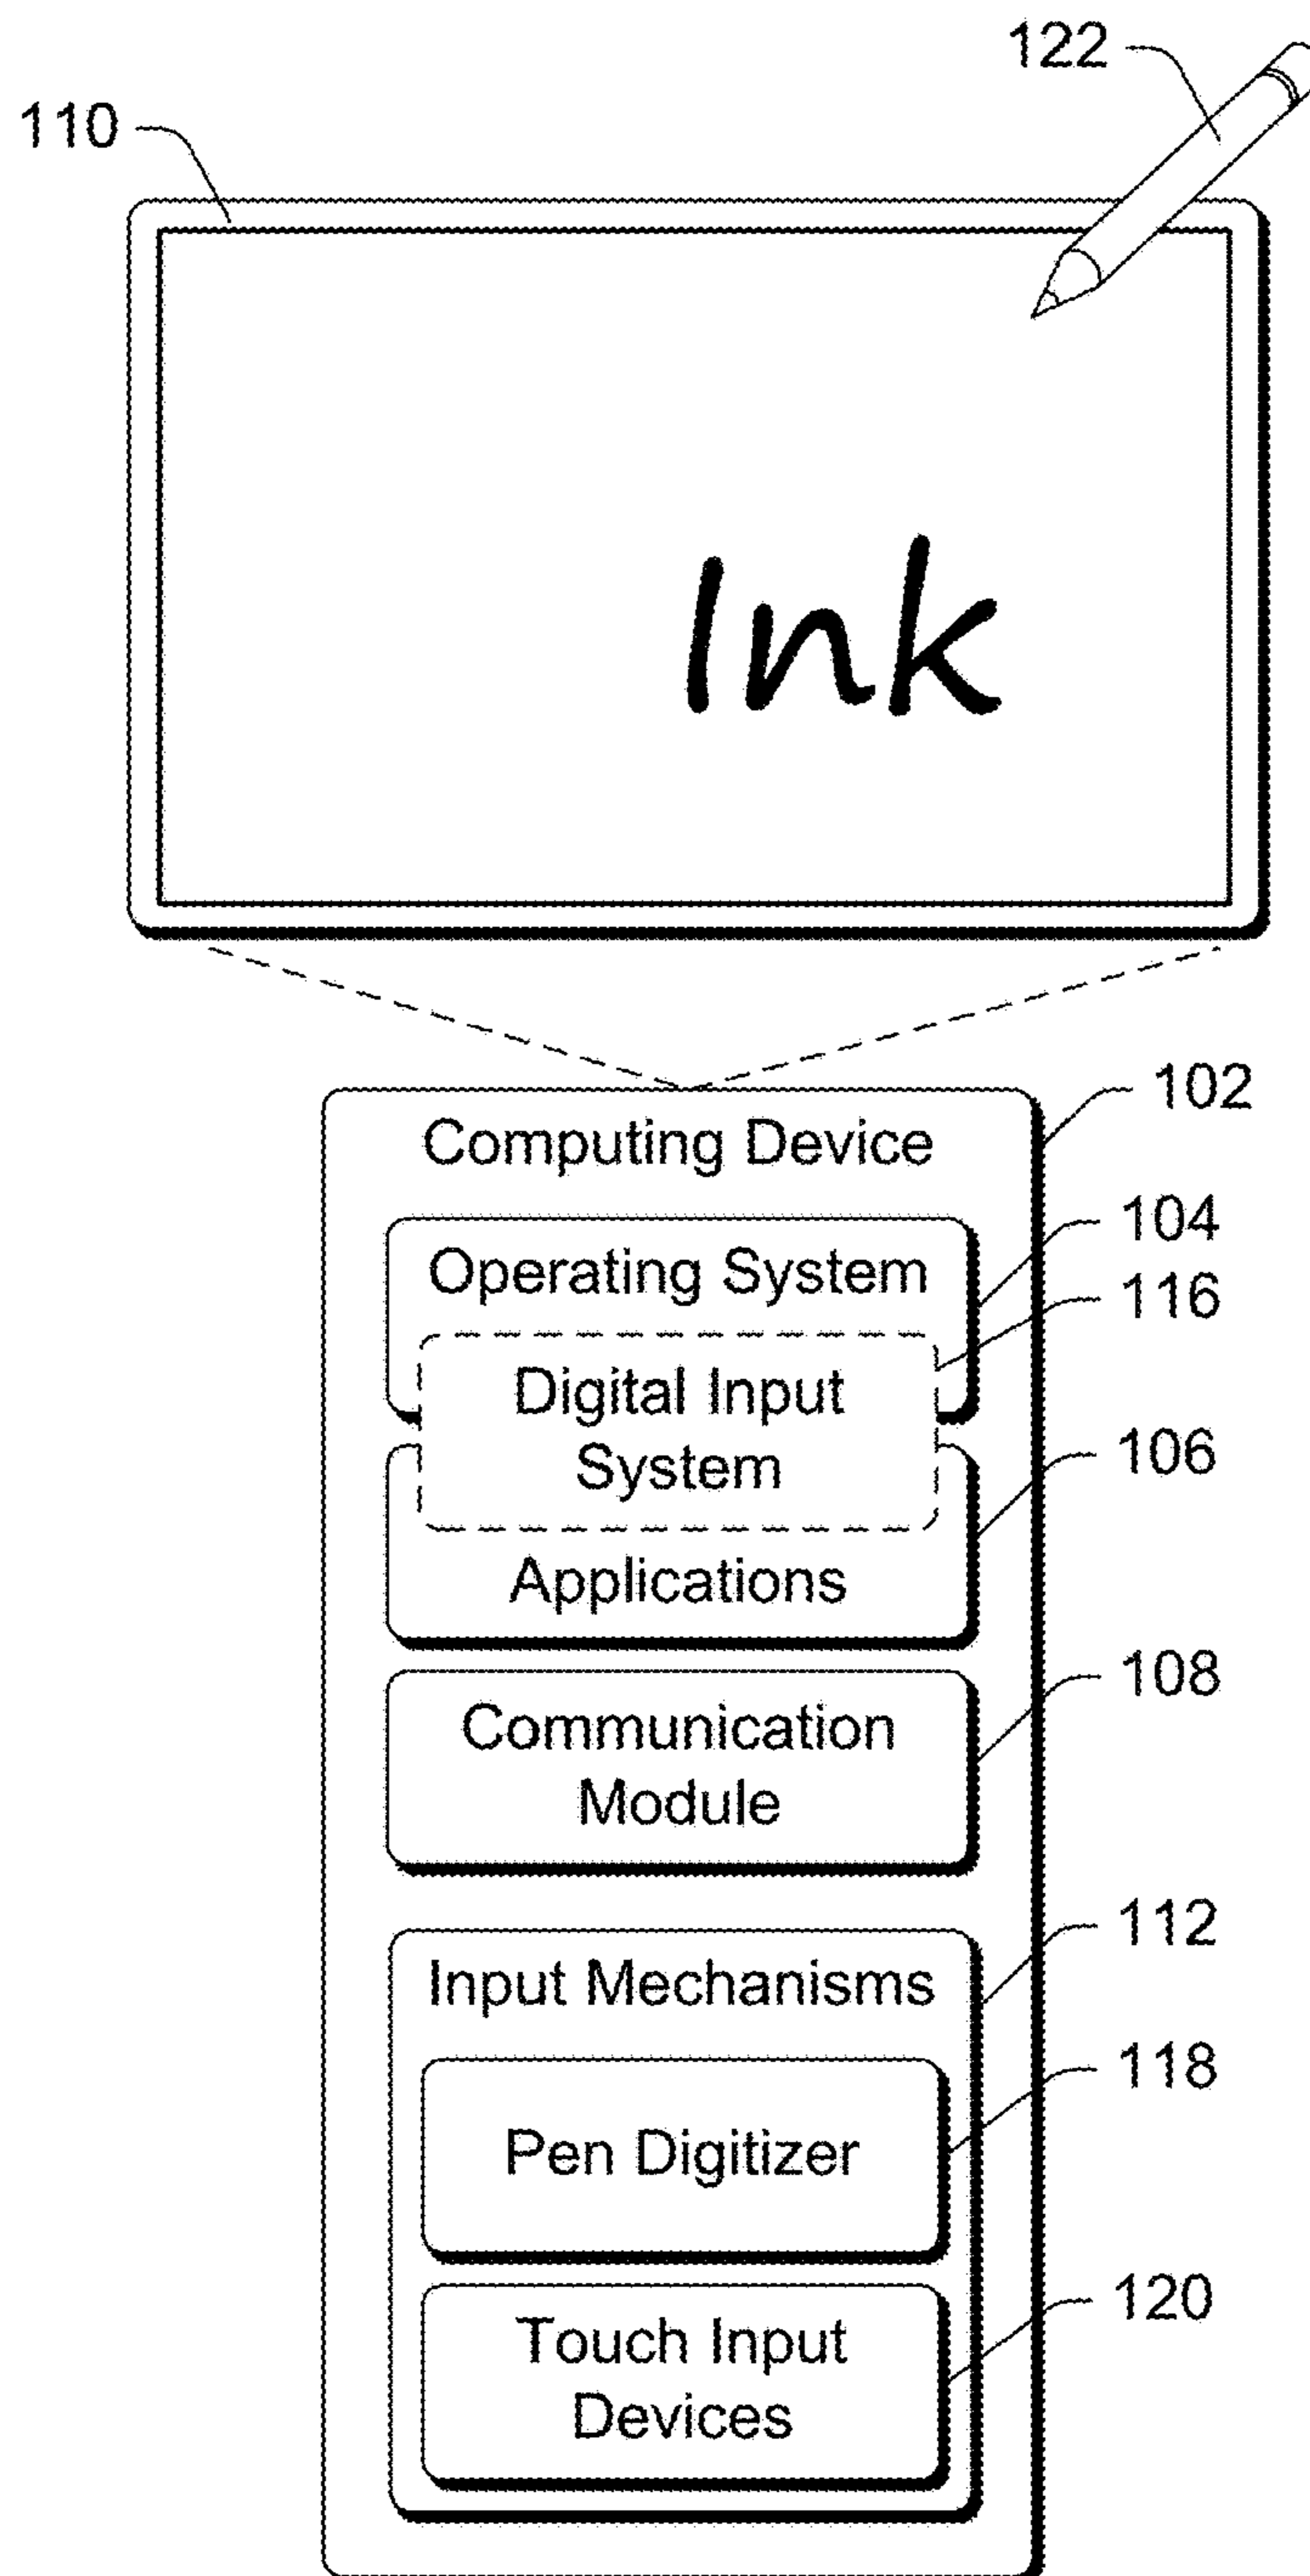 122
110
Ink
102
Computing Device
104
Operating System
116
Digital Input
System
106
Applications
108
Communication
Module
112
Input Mechanisms
118
Pen Digitizer
120
Touch Input
Devices